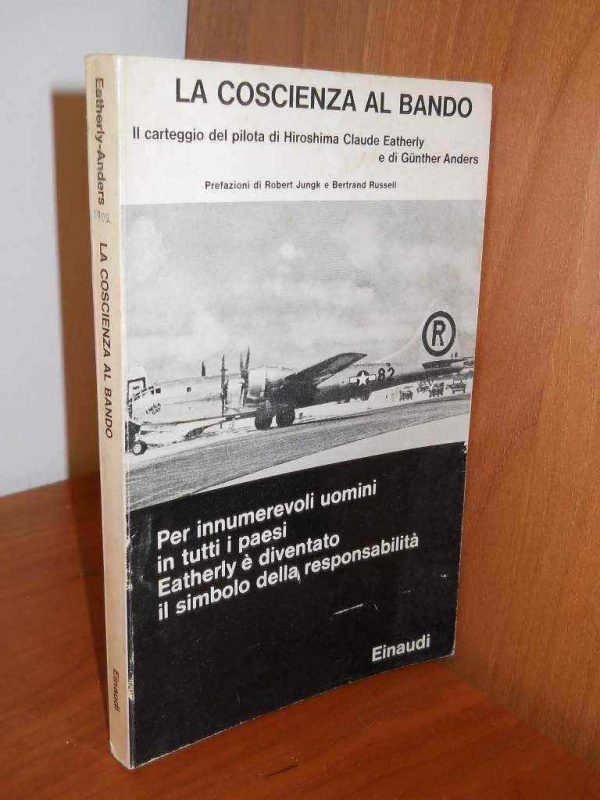 LA COSCIENZA AL BANDO
Il carteggio del pilota di Hiroshima Claude Eatherly
e di Günther Anders
Prefazioni di Robert Jungk e Bertrand Russell
R
82
Per innumerevoli uomini
in tutti i paesi
Eatherly è diventato
il simbolo della responsabilità
Einaudi
Eatherly-Anders
LA COSCIENZA AL BANDO
Einaudi